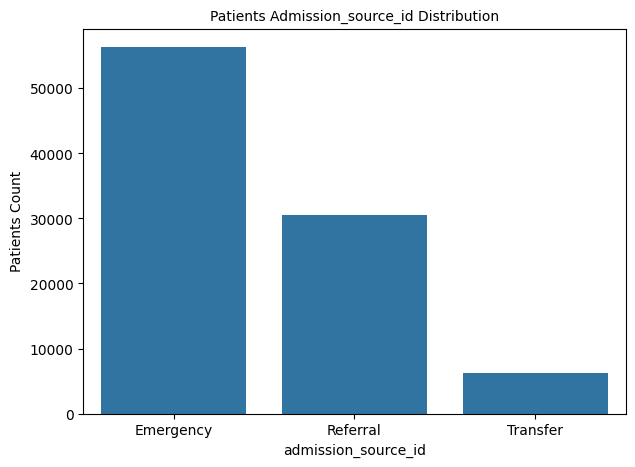 Patients Admission_source_id Distribution
Patients Count
50000
40000
30000
20000
10000
0
Emergency Referral Transfer
admission_source_id